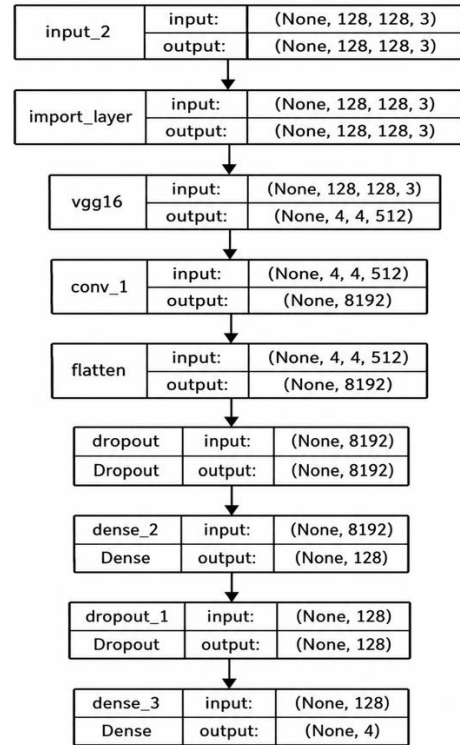 input_2 input: (None, 128, 128, 3)
output: (None, 128, 128, 3)
import_layer input: (None, 128, 128, 3)
output: (None, 128, 128, 3)
vgg16 input: (None, 128, 128, 3)
output: (None, 4, 4, 512)
conv_1 input: (None, 4, 4, 512)
output: (None, 8192)
flatten input: (None, 4, 4, 512)
output: (None, 8192)
dropout input: (None, 8192)
Dropout output: (None, 8192)
dense_2 input: (None, 8192)
Dense output: (None, 128)
dropout_1 input: (None, 128)
Dropout output: (None, 128)
dense_3 input: (None, 128)
Dense output: (None, 4)